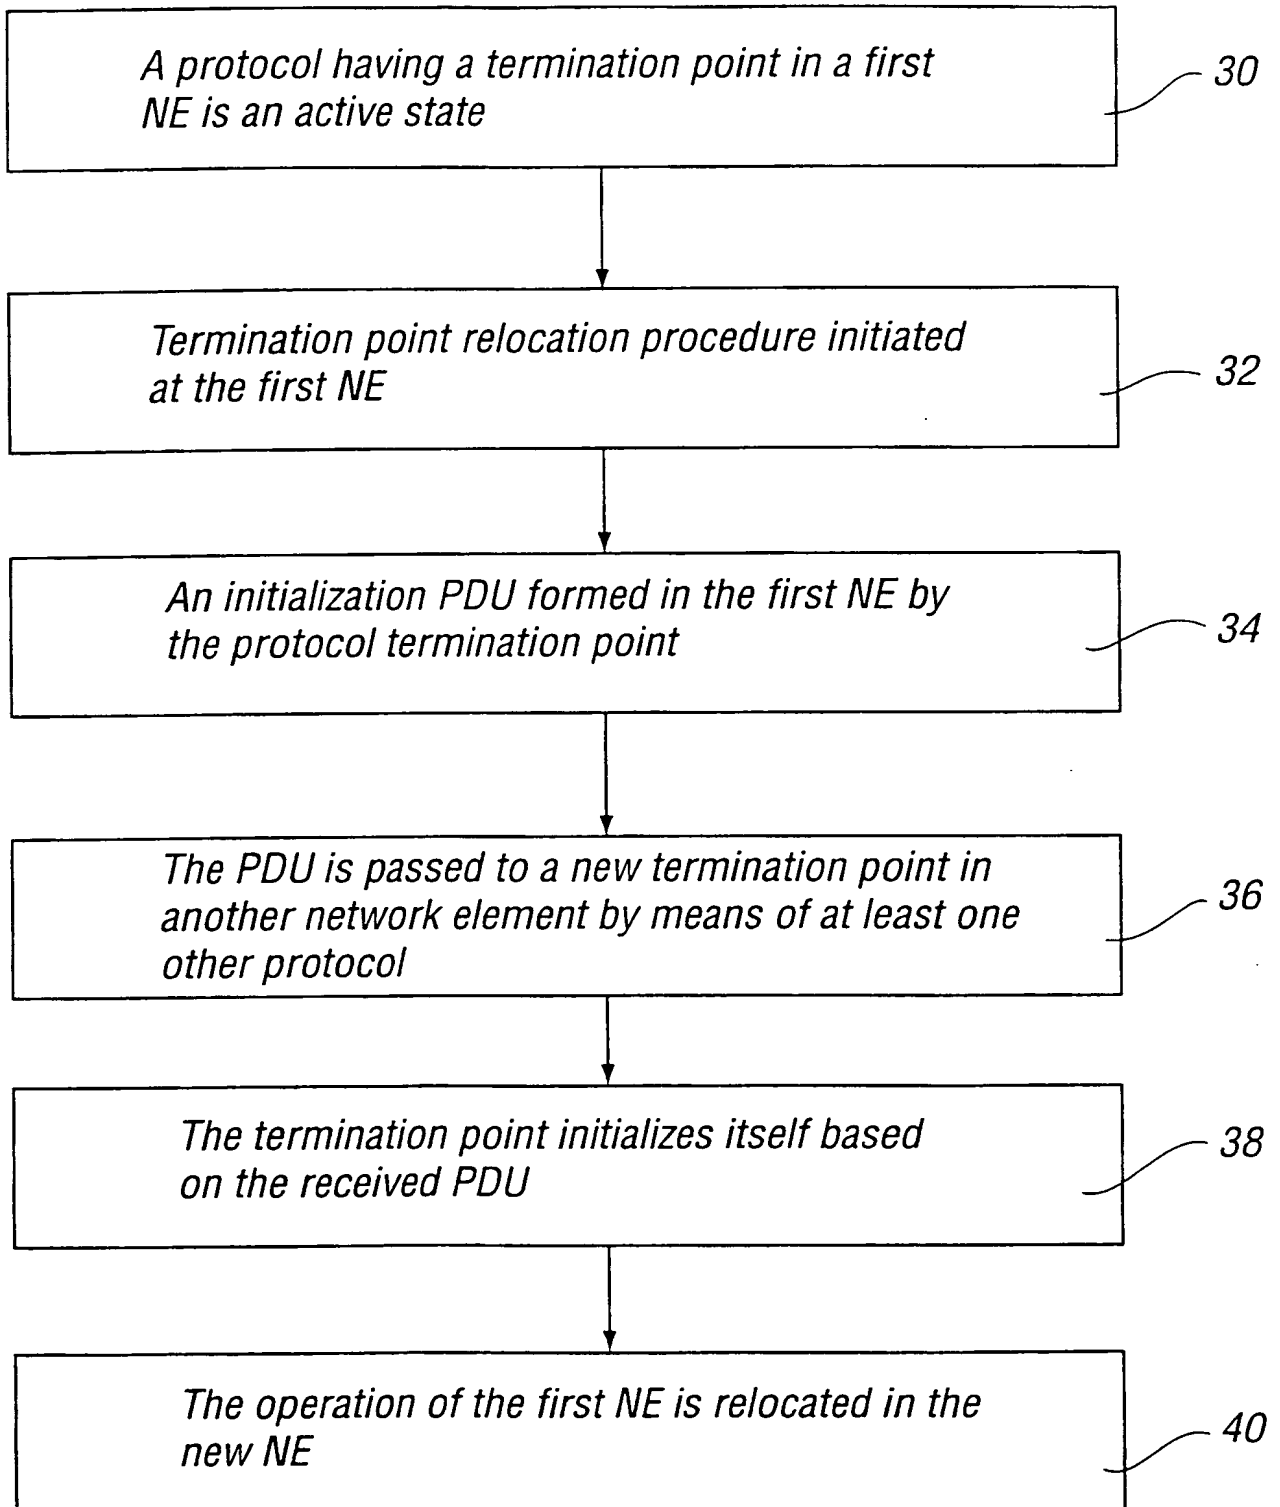 A protocol having a termination point in a first
NE is an active state
30
Termination point relocation procedure initiated
at the first NE
32
An initialization PDU formed in the first NE by
the protocol termination point
34
The PDU is passed to a new termination point in
another network element by means of at least one
other protocol
36
The termination point initializes itself based
on the received PDU
38
The operation of the first NE is relocated in the
new NE
40